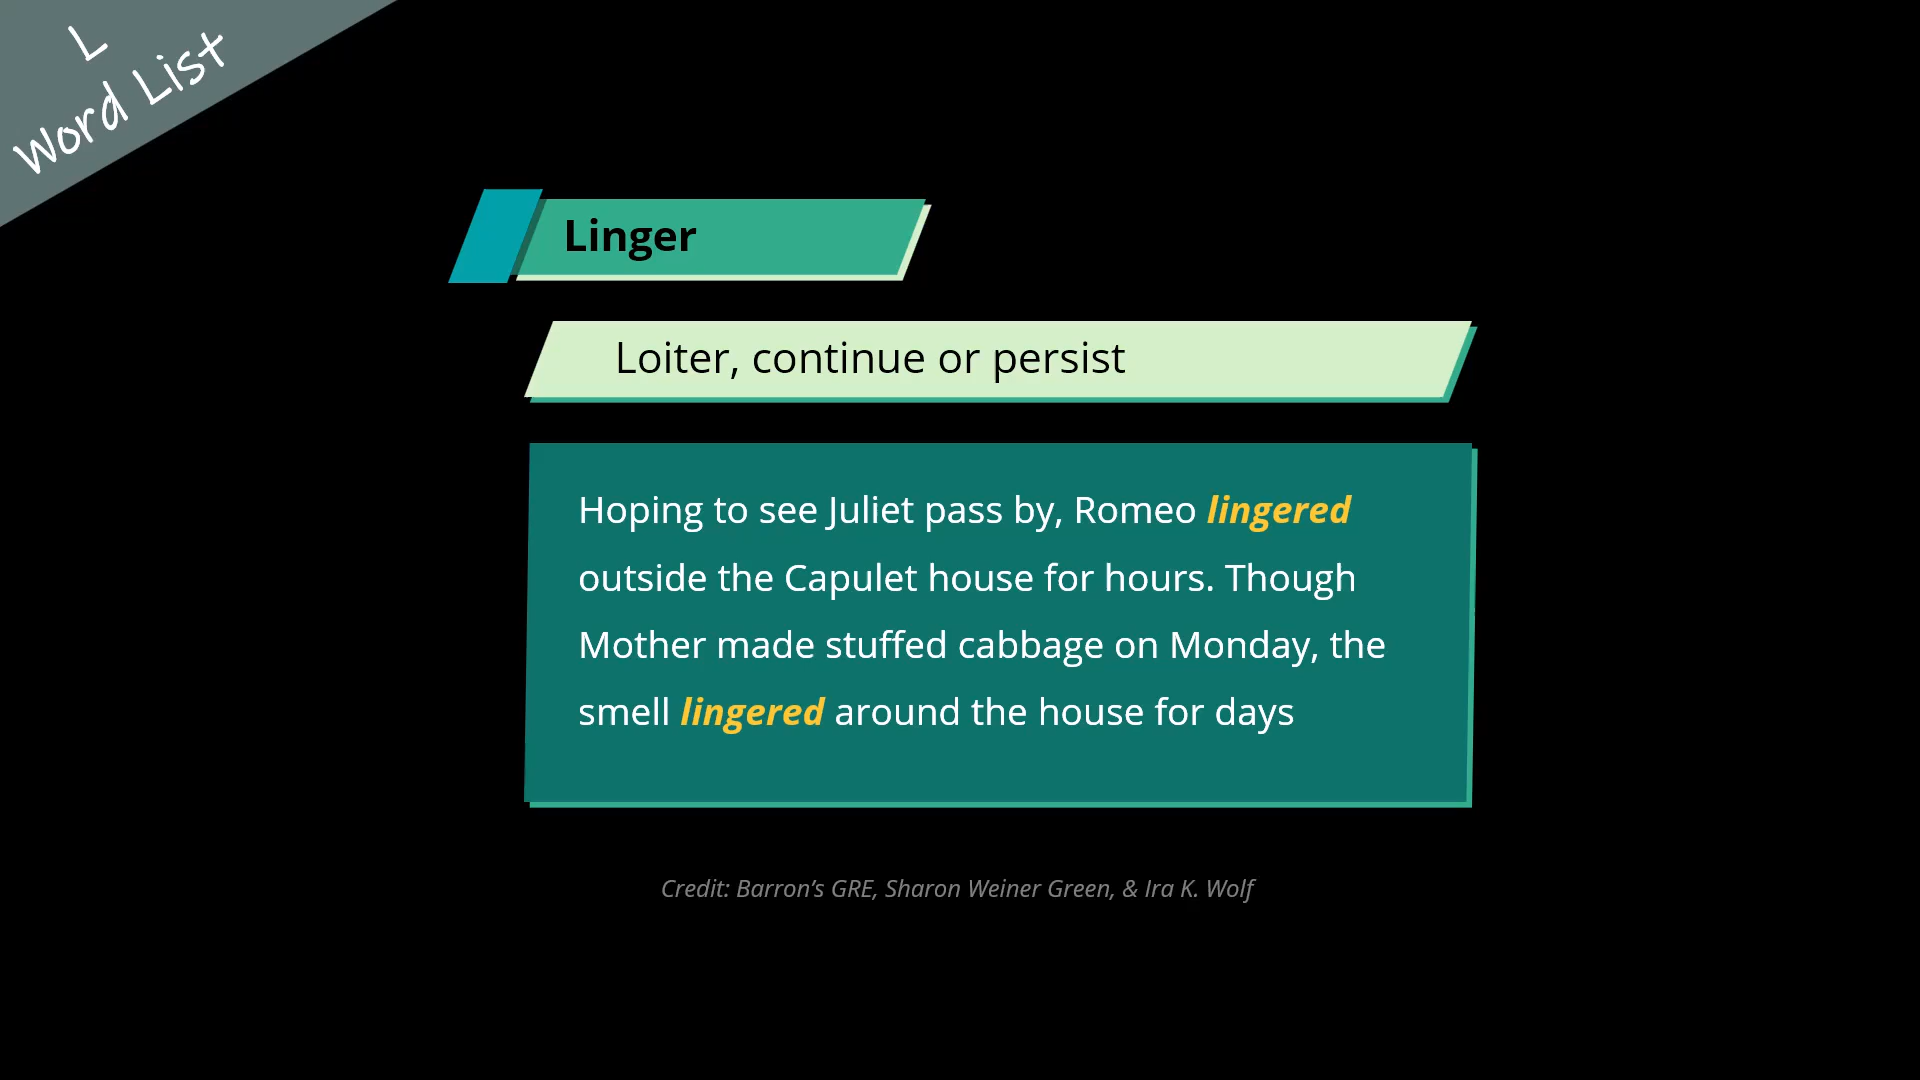 L
Word List
Linger
Loiter, continue or persist
Hoping to see Juliet pass by, Romeo lingered
outside the Capulet house for hours. Though
Mother made stuffed cabbage on Monday, the
smell lingered around the house for days
Credit: Barron’s GRE, Sharon Weiner Green, & Ira K. Wolf